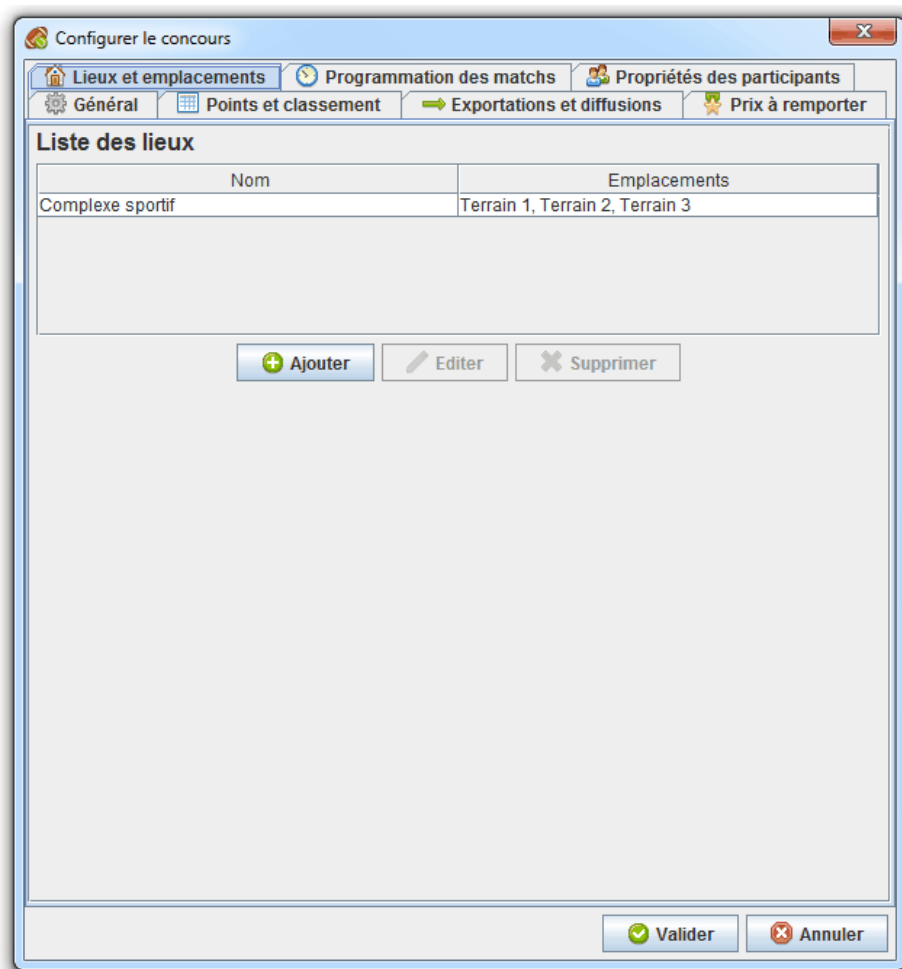 Configurer le concours
Lieux et emplacements Programmation des matchs Propriétés des participants
Général Points et classement Exportations et diffusions Prix à remporter
Liste des lieux
Nom Emplacements
Complexe sportif Terrain 1, Terrain 2, Terrain 3
Ajouter Editer Supprimer
Valider Annuler